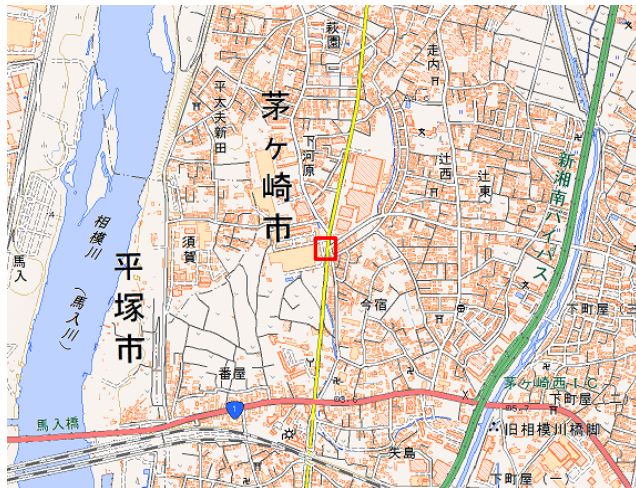 萩園
走内
平太夫新田
茅ヶ崎市
下河原
辻西
辻東
新湘南バイパス
相模川
(馬入川)
平塚市
須賀
馬入
今宿
下町屋(三)
番屋
茅ヶ崎西IC
下町屋(二)
馬入橋
1
旧相模川橋脚
矢島
下町屋(一)